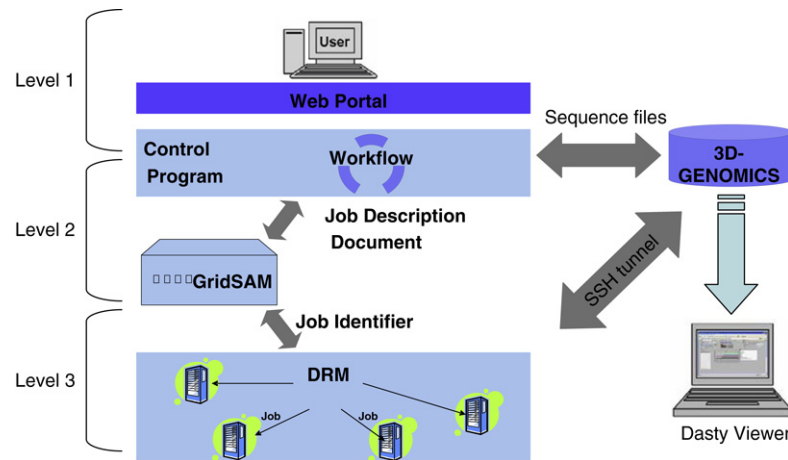 Level 1
User
Web Portal
Control
Program
Workflow
Sequence files
3D-
GENOMICS
Level 2
Job Description
Document
GridSAM
SSH tunnel
Job Identifier
Level 3
DRM
Job
Job
Dasty Viewer